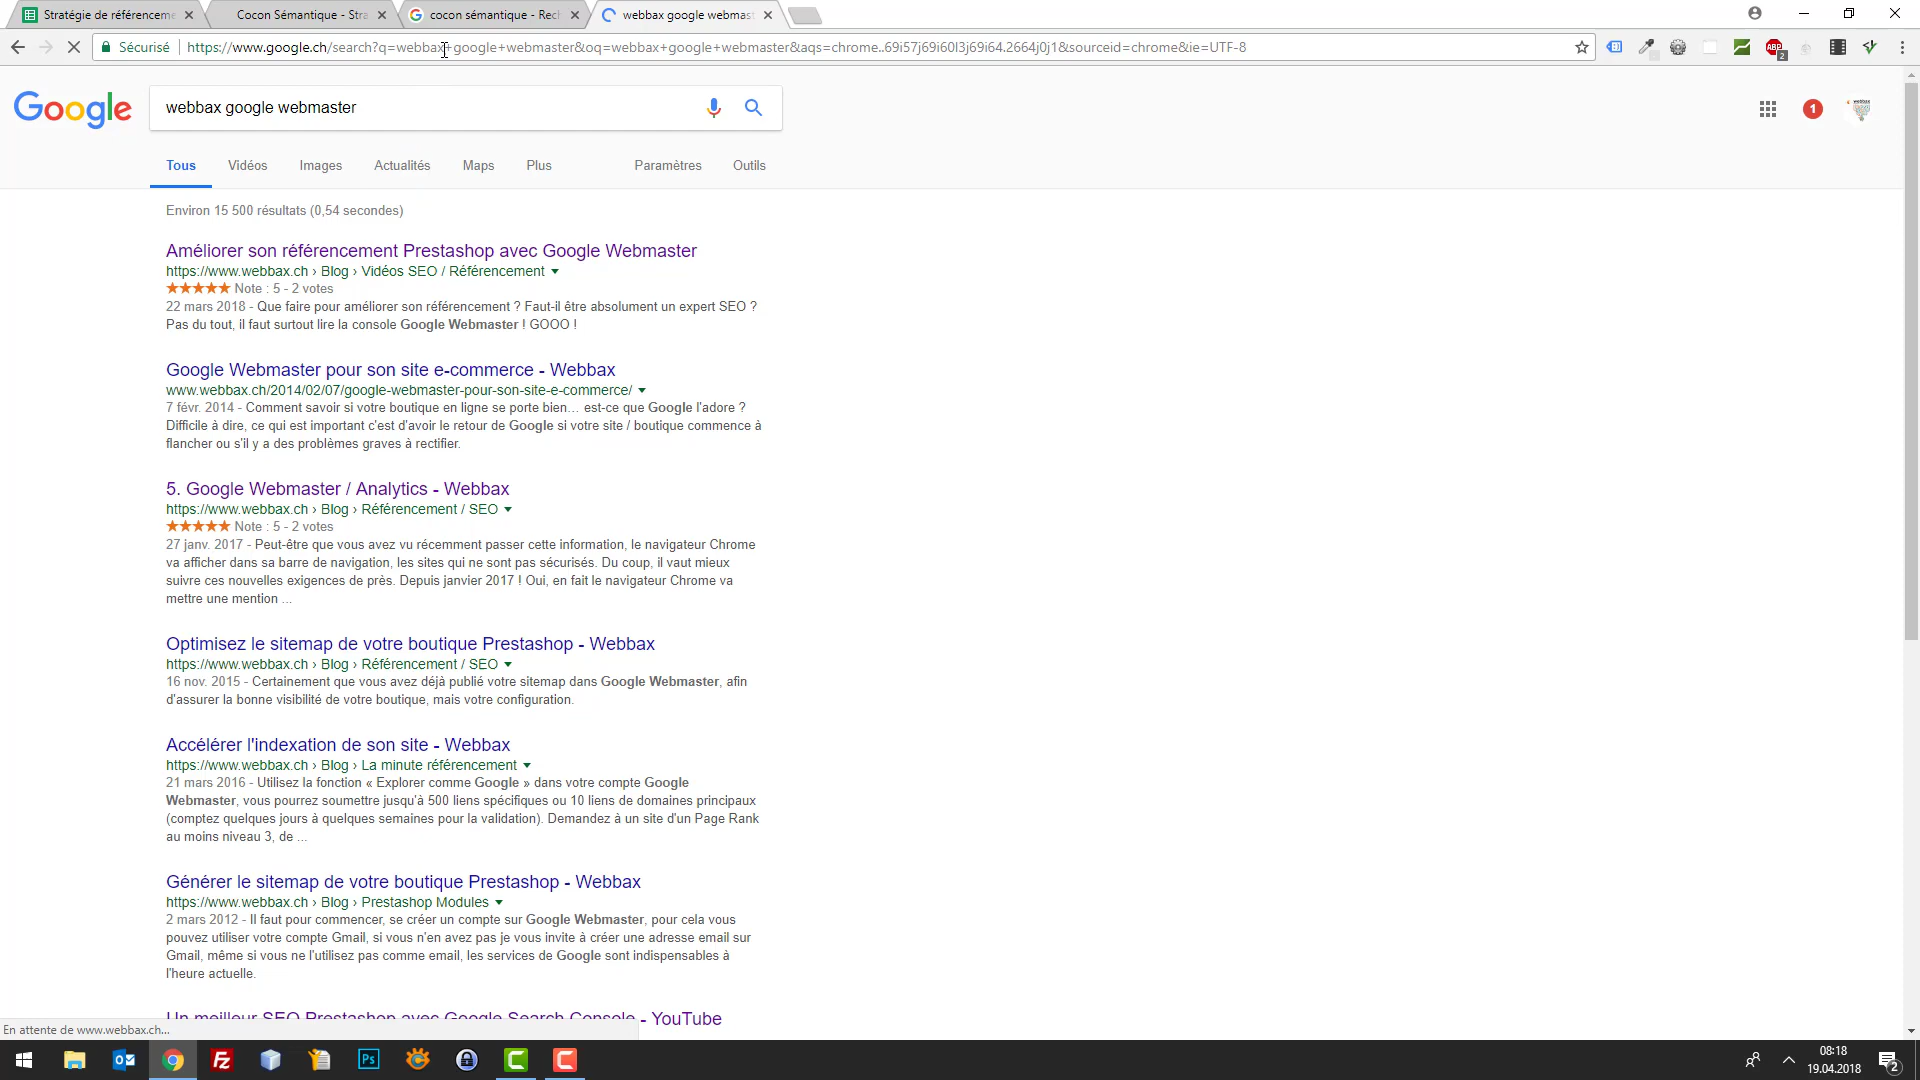 Stratégie de référenceme
Cocon Sémantique - Stra
cocon sémantique - Rech
webbax google webmast
Sécurisé
https://www.google.ch/search?q=webbax+google+webmaster&oq=webbax+google+webmaster&aqs=chrome..69i57j69i60l3j69i64.2664j0j1&sourceid=chrome&ie=UTF-8
ABP
2
Google
webbax google webmaster
1
webbax
Tous
Vidéos
Images
Actualités
Maps
Plus
Paramètres
Outils
Environ 15 500 résultats (0,54 secondes)
Améliorer son référencement Prestashop avec Google Webmaster
https://www.webbax.ch › Blog › Vidéos SEO / Référencement
★★★★★ Note : 5 - 2 votes
22 mars 2018 - Que faire pour améliorer son référencement ? Faut-il être absolument un expert SEO ?
Pas du tout, il faut surtout lire la console Google Webmaster ! GOOO !
Google Webmaster pour son site e-commerce - Webbax
www.webbax.ch/2014/02/07/google-webmaster-pour-son-site-e-commerce/
7 févr. 2014 - Comment savoir si votre boutique en ligne se porte bien… est-ce que Google l'adore ?
Difficile à dire, ce qui est important c'est d'avoir le retour de Google si votre site / boutique commence à
flancher ou s'il y a des problèmes graves à rectifier.
5. Google Webmaster / Analytics - Webbax
https://www.webbax.ch › Blog › Référencement / SEO
★★★★★ Note : 5 - 2 votes
27 janv. 2017 - Peut-être que vous avez vu récemment passer cette information, le navigateur Chrome
va afficher dans sa barre de navigation, les sites qui ne sont pas sécurisés. Du coup, il vaut mieux
suivre ces nouvelles exigences de près. Depuis janvier 2017 ! Oui, en fait le navigateur Chrome va
mettre une mention ...
Optimisez le sitemap de votre boutique Prestashop - Webbax
https://www.webbax.ch › Blog › Référencement / SEO
16 nov. 2015 - Certainement que vous avez déjà publié votre sitemap dans Google Webmaster, afin
d'assurer la bonne visibilité de votre boutique, mais votre configuration.
Accélérer l'indexation de son site - Webbax
https://www.webbax.ch › Blog › La minute référencement
21 mars 2016 - Utilisez la fonction « Explorer comme Google » dans votre compte Google
Webmaster, vous pourrez soumettre jusqu'à 500 liens spécifiques ou 10 liens de domaines principaux
(comptez quelques jours à quelques semaines pour la validation). Demandez à un site d'un Page Rank
au moins niveau 3, de ...
Générer le sitemap de votre boutique Prestashop - Webbax
https://www.webbax.ch › Blog › Prestashop Modules
2 mars 2012 - Il faut pour commencer, se créer un compte sur Google Webmaster, pour cela vous
pouvez utiliser votre compte Gmail, si vous n'en avez pas je vous invite à créer une adresse email sur
Gmail, même si vous ne l'utilisez pas comme email, les services de Google sont indispensables à
l'heure actuelle.
Un meilleur SEO Prestashop avec Google Search Console - YouTube
En attente de www.webbax.ch...
Fz
Ps
C
C
08:18
19.04.2018
2